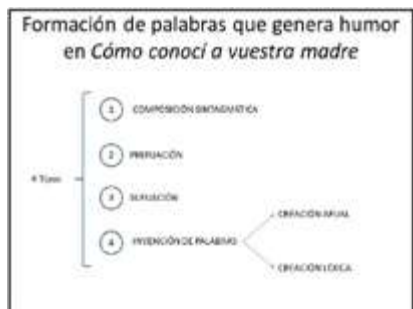 Formación de palabras que genera humor
en Cómo conocí a vuestra madre
1 COMPOSICIÓN SINTAGMÁTICA
2 PREFIJACIÓN
4 TIPOS
3 SUFIJACIÓN
CREACIÓN
4 INVENCIÓN DE PALABRAS
CREACIÓN LÓGICA